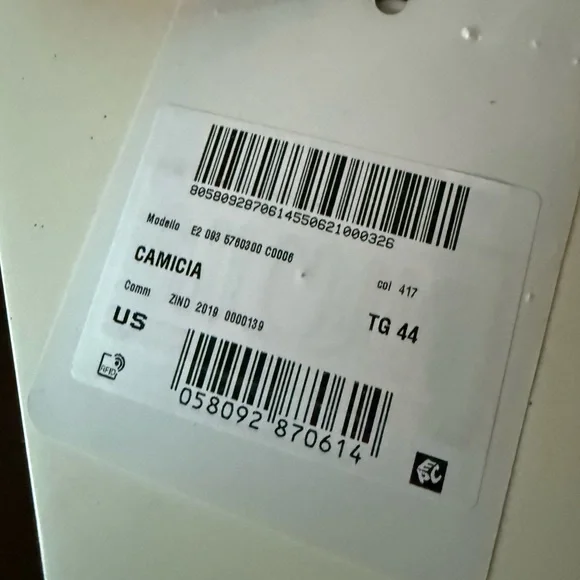 8058092870614550621000326
Modello E2 093 5760300 C0006
CAMICIA
col 417
Comm ZIND 2019 0000139
US
TG 44
RFID
058092 870614